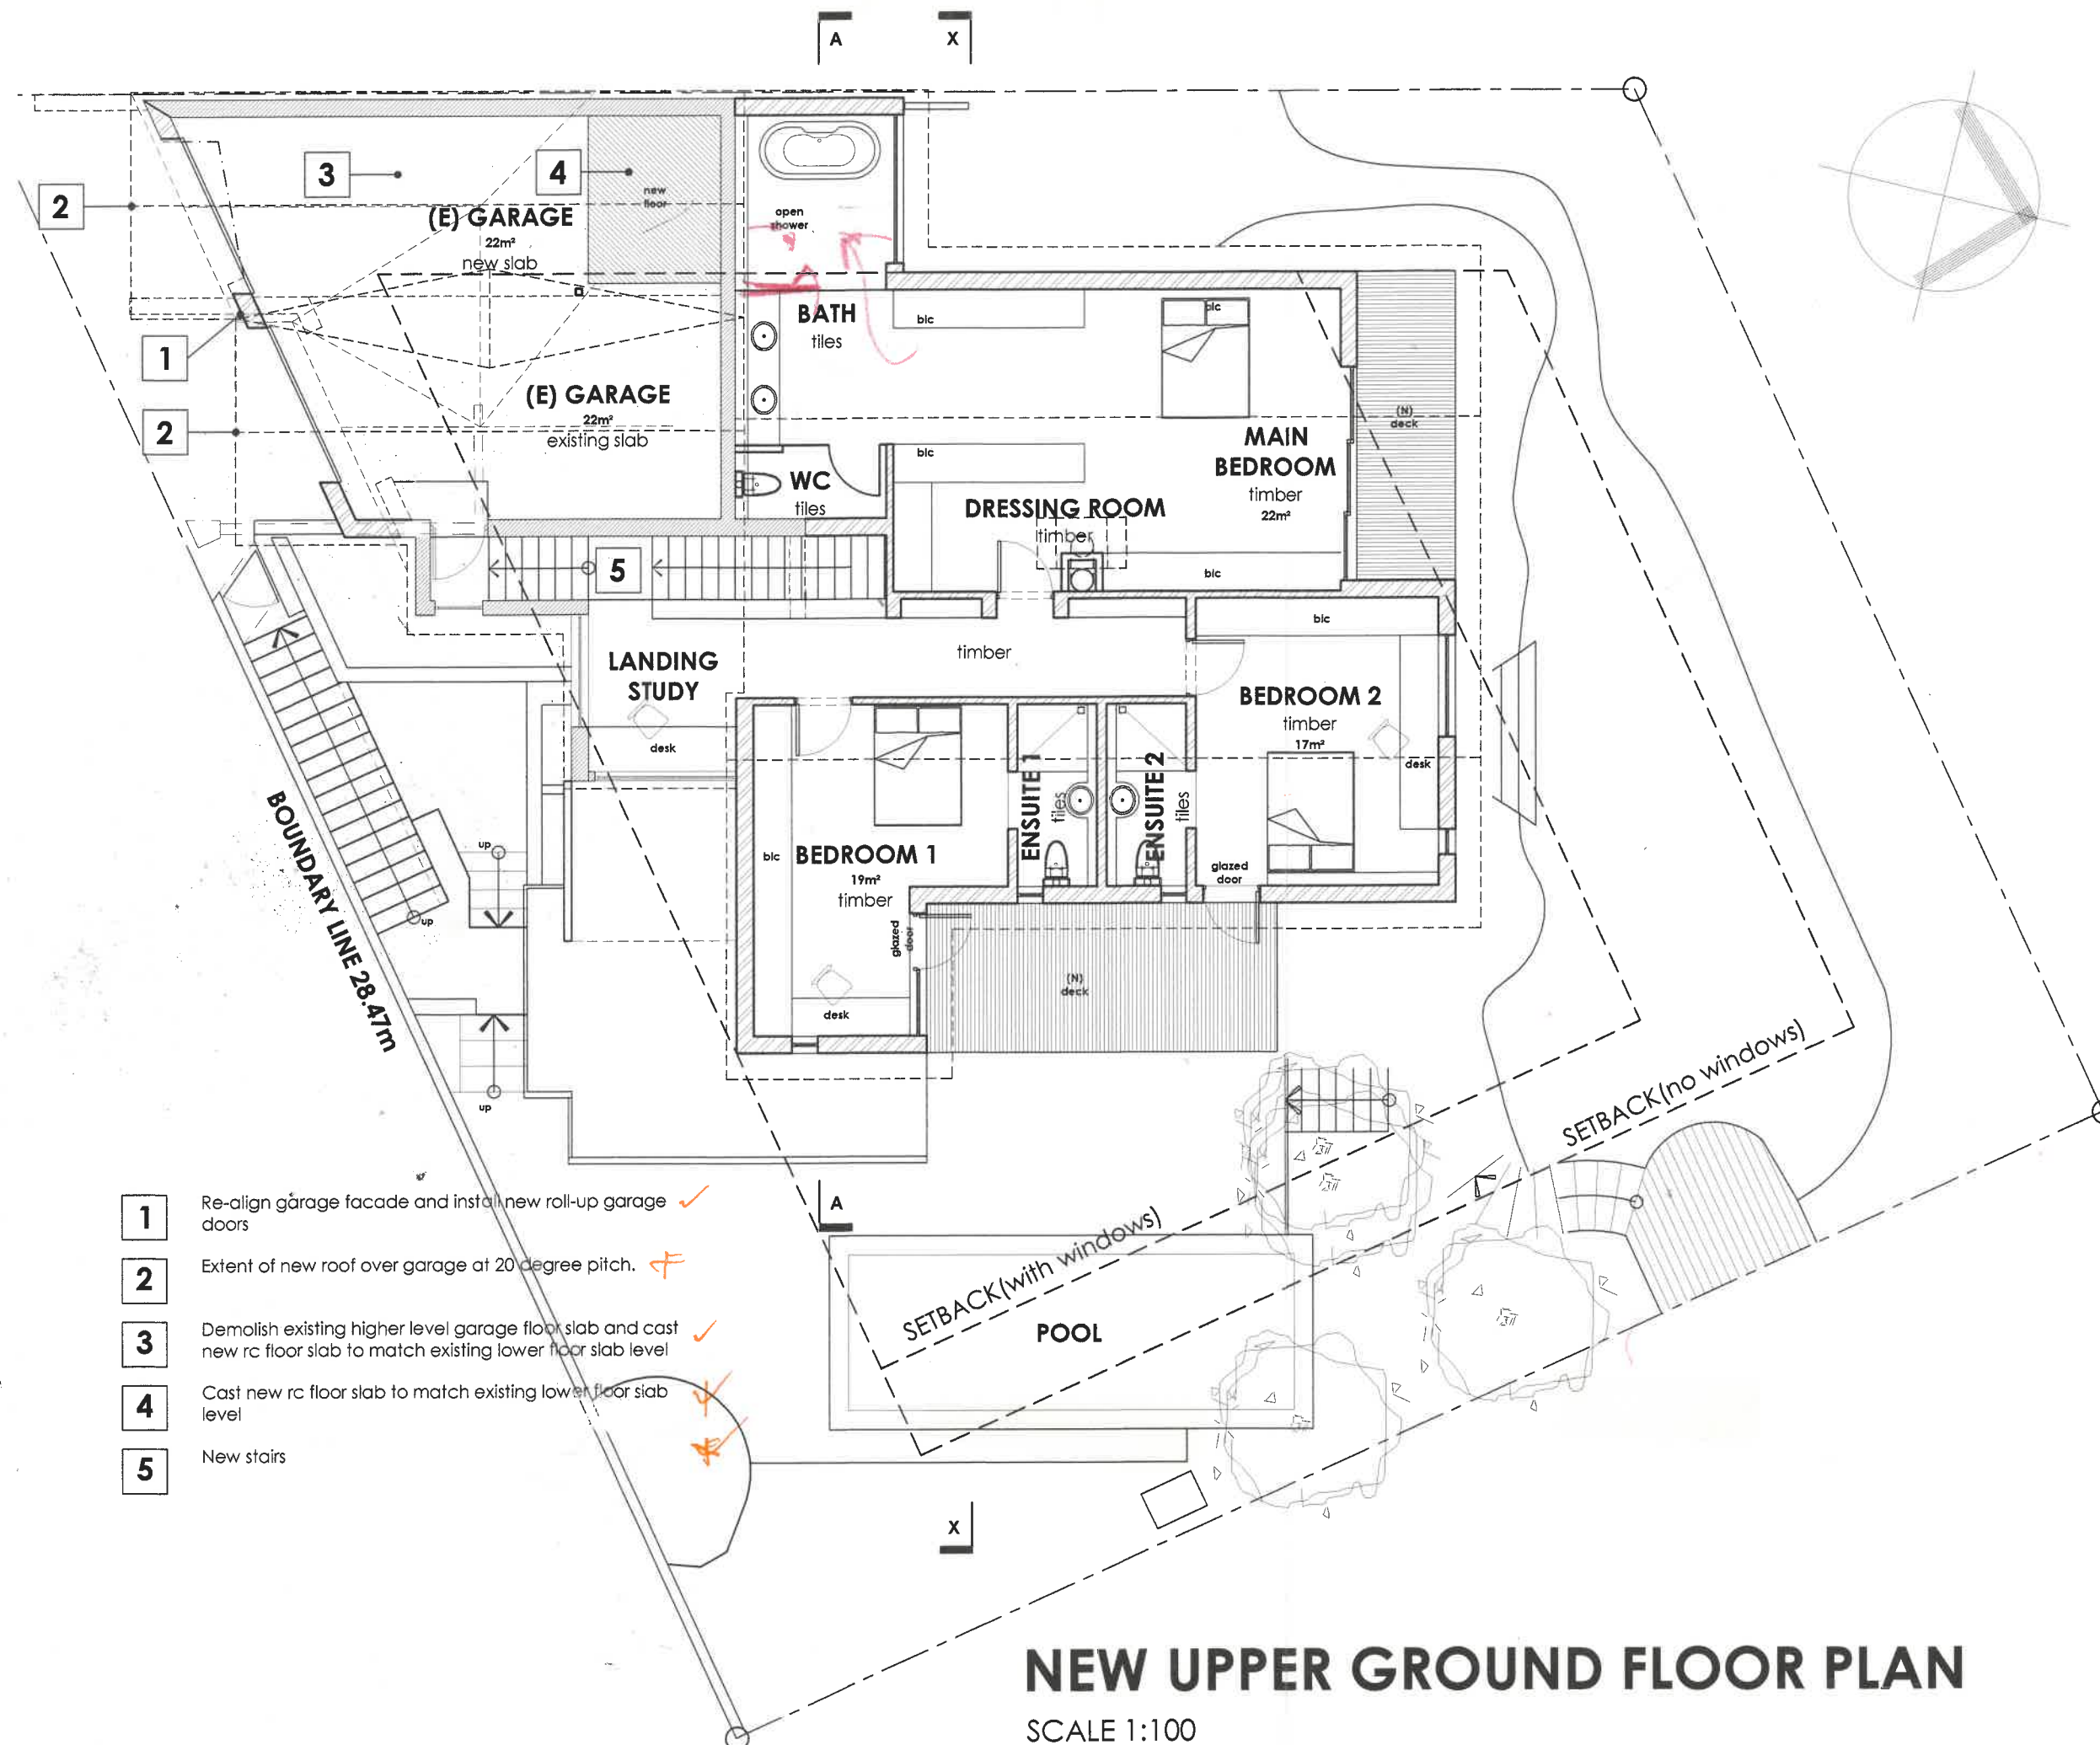 A
X
3
4
new
floor
2
(E) GARAGE
22m²
new slab
open
shower
1
BATH
tiles
bic
bic
(E) GARAGE
22m²
existing slab
2
(N)
deck
MAIN
BEDROOM
timber
22m²
bic
WC
tiles
DRESSING ROOM
timber
5
bic
bic
LANDING
STUDY
timber
BEDROOM 2
timber
17m²
desk
desk
ENSUITE 1
tiles
ENSUITE 2
tiles
bic
BEDROOM 1
19m²
timber
glazed
door
glazed
door
up
up
BOUNDARY LINE 28.47m
(N)
deck
desk
up
SETBACK(no windows)
A
SETBACK(with windows)
POOL
1
Re-align garage facade and install new roll-up garage
doors
2
Extent of new roof over garage at 20 degree pitch.
3
Demolish existing higher level garage floor slab and cast
new rc floor slab to match existing lower floor slab level
4
Cast new rc floor slab to match existing lower floor slab
level
5
New stairs
X
NEW UPPER GROUND FLOOR PLAN
SCALE 1:100